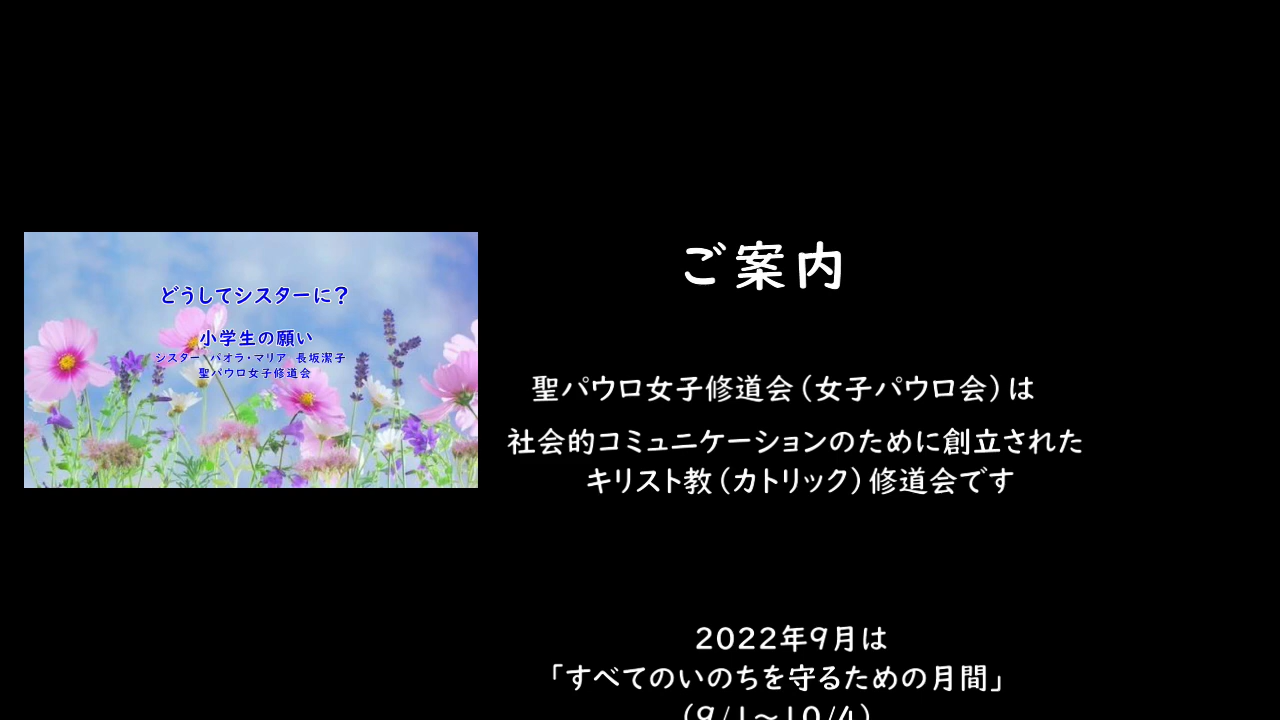 どうしてシスターに？
小学生の願い
シスター パオラ・マリア 長坂潔子
聖パウロ女子修道会
ご案内
聖パウロ女子修道会（女子パウロ会）は
社会的コミュニケーションのために創立された
キリスト教（カトリック）修道会です
2022年9月は
「すべてのいのちを守るための月間」
（9/1～10/4）